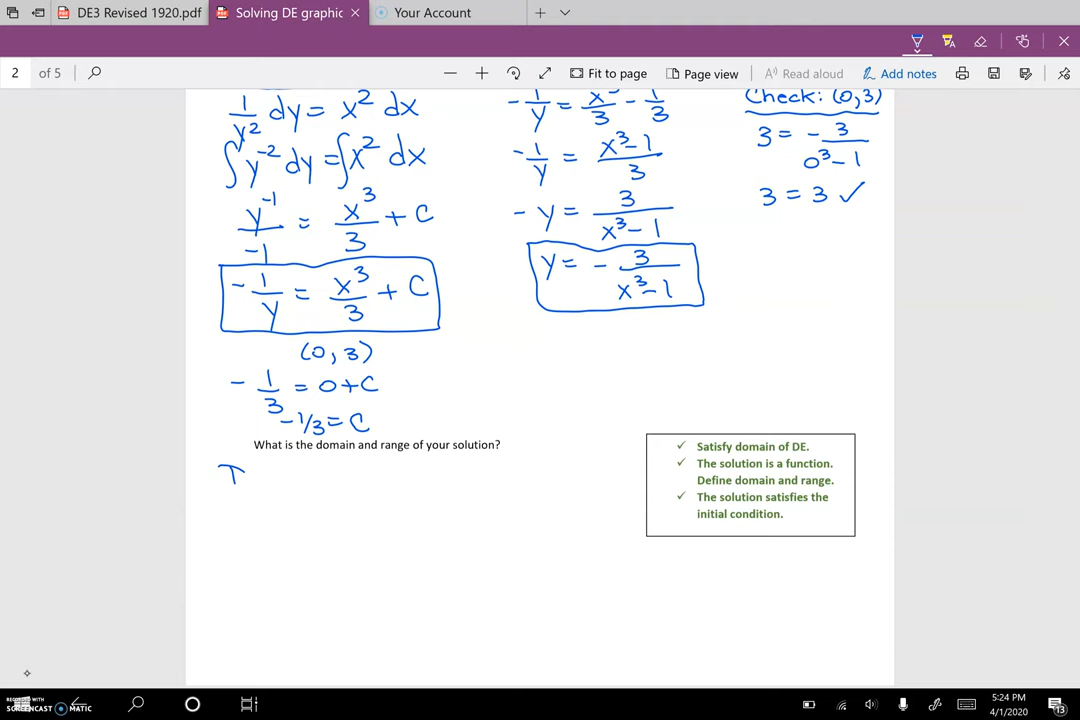 DE3 Revised 1920.pdf
Solving DE graphic
Your Account
2 of 5
Fit to page
Page view
Read aloud
Add notes
1/y² dy = x² dx
∫ y⁻² dy = ∫ x² dx
y⁻¹/-1 = x³/3 + C
-1/y = x³/3 + C
(0, 3)
-1/3 = 0 + C
-1/3 = C
-1/y = x³/3 - 1/3
-1/y = x³-1/3
-y = 3/x³-1
y = -3/x³-1
Check: (0, 3)
3 = -3/0³-1
3 = 3 ✓
What is the domain and range of your solution?
✓ Satisfy domain of DE.
✓ The solution is a function.
Define domain and range.
✓ The solution satisfies the
initial condition.
RECORDED WITH
SCREENCAST MATIC
5:24 PM
4/1/2020
13